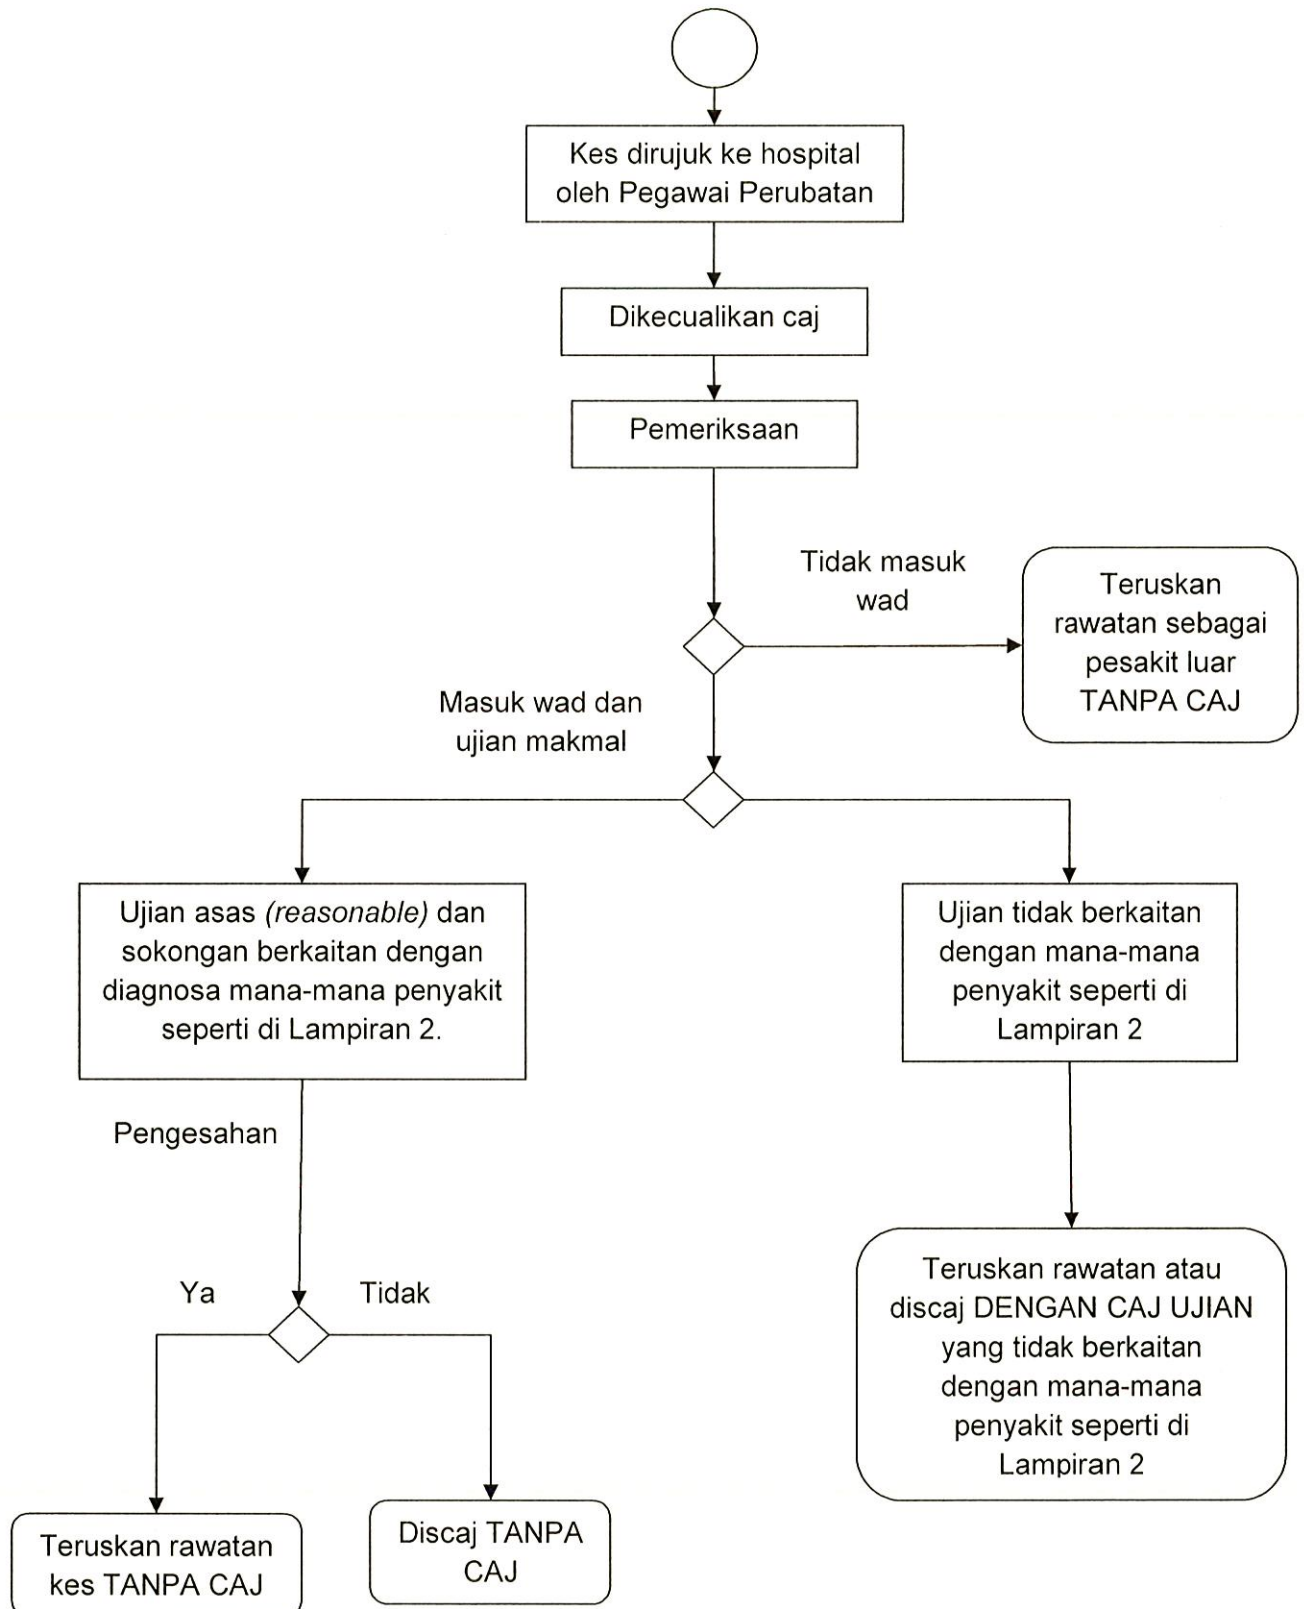 Kes dirujuk ke hospital
oleh Pegawai Perubatan
Dikecualikan caj
Pemeriksaan
Tidak masuk
wad
Teruskan
rawatan sebagai
pesakit luar
TANPA CAJ
Masuk wad dan
ujian makmal
Ujian asas (reasonable) dan
sokongan berkaitan dengan
diagnosa mana-mana penyakit
seperti di Lampiran 2.
Ujian tidak berkaitan
dengan mana-mana
penyakit seperti di
Lampiran 2
Pengesahan
Ya
Tidak
Teruskan rawatan atau
discaj DENGAN CAJ UJIAN
yang tidak berkaitan
dengan mana-mana
penyakit seperti di
Lampiran 2
Teruskan rawatan
kes TANPA CAJ
Discaj TANPA
CAJ